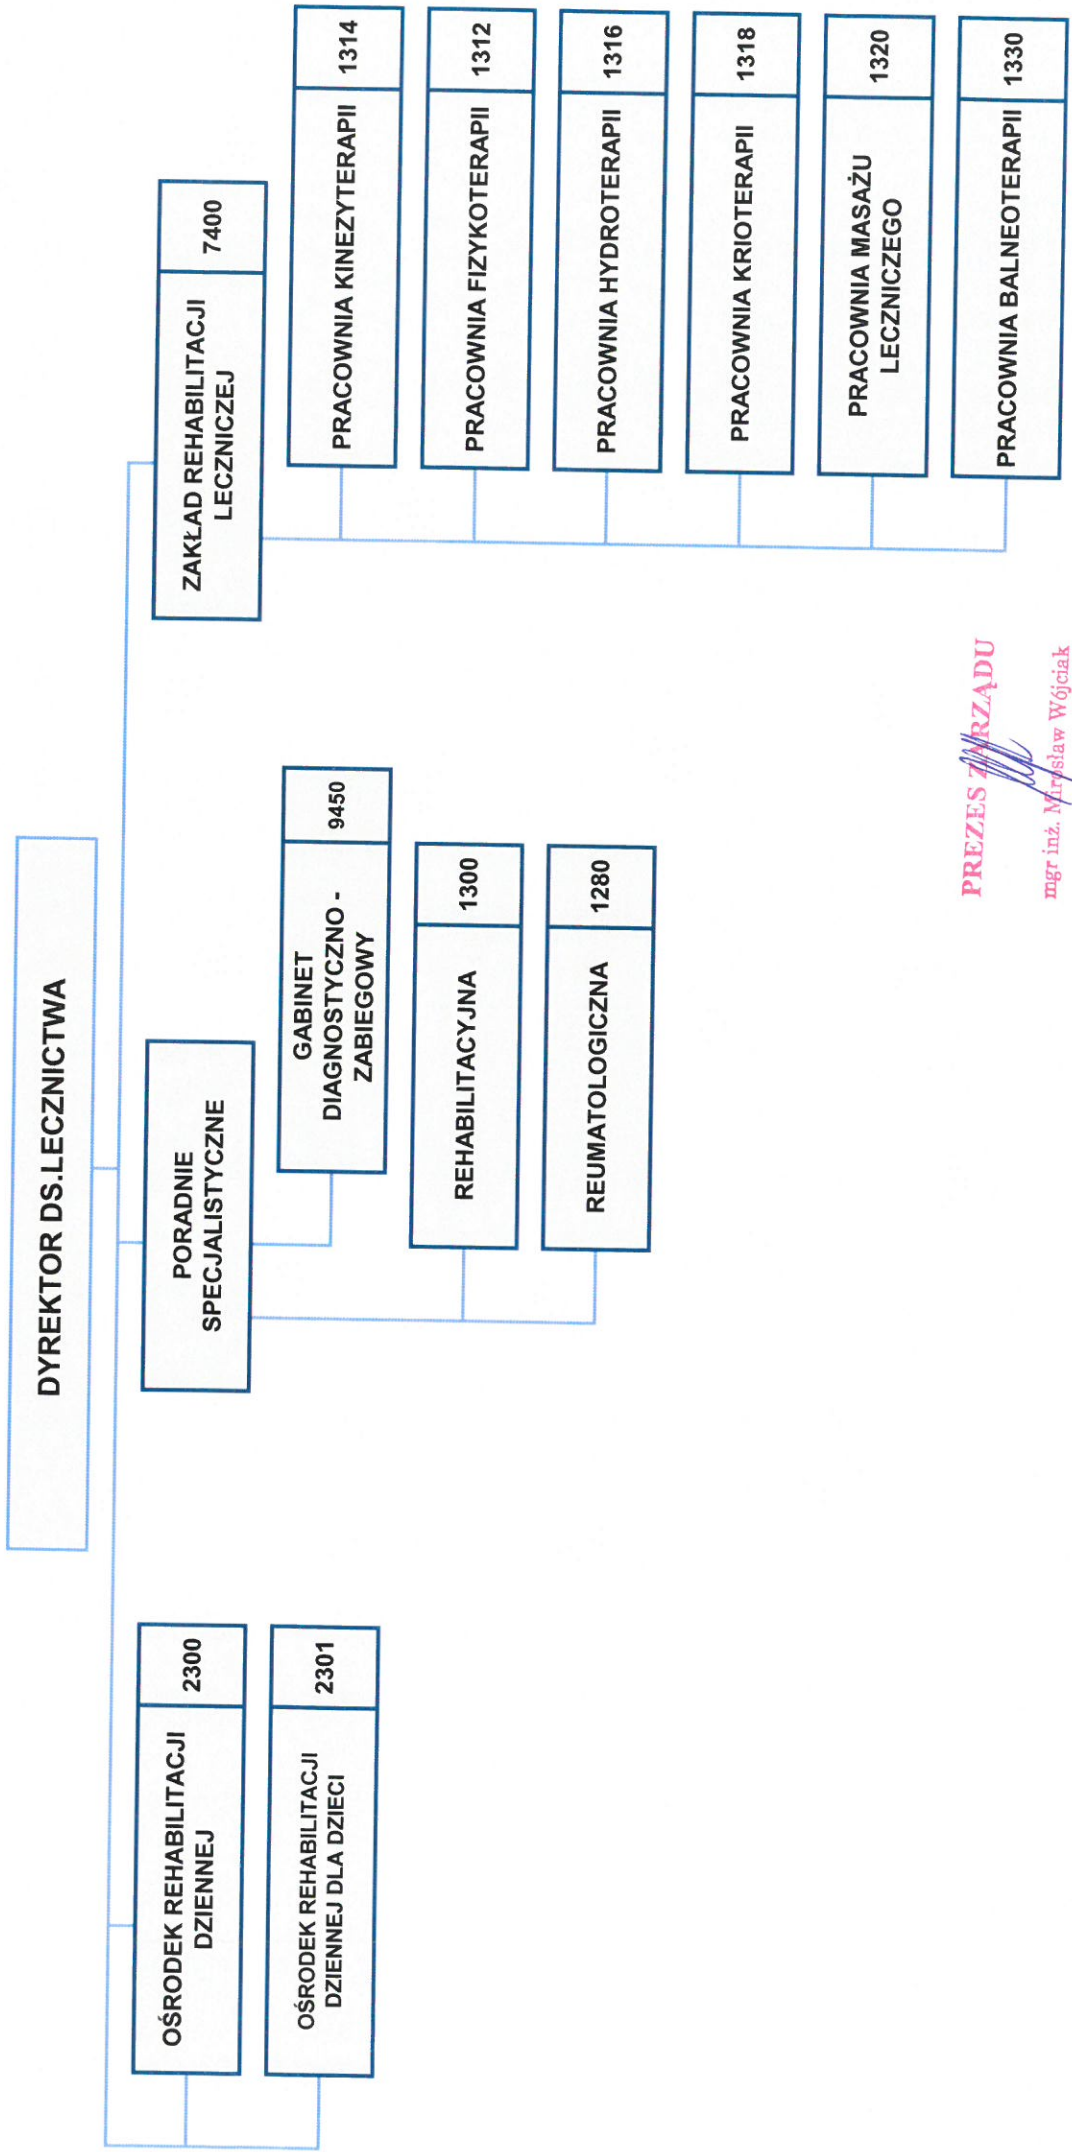 DYREKTOR DS.LECZNICTWA
OŚRODEK REHABILITACJI
DZIENNEJ
2300
OŚRODEK REHABILITACJI
DZIENNEJ DLA DZIECI
2301
PORADNIE
SPECJALISTYCZNE
GABINET
DIAGNOSTYCZNO -
ZABIEGOWY
9450
REHABILITACYJNA
1300
REUMATOLOGICZNA
1280
ZAKŁAD REHABILITACJI
LECZNICZEJ
7400
PRACOWNIA KINEZYTERAPII
1314
PRACOWNIA FIZYKOTERAPII
1312
PRACOWNIA HYDROTERAPII
1316
PRACOWNIA KRIOTERAPII
1318
PRACOWNIA MASAŻU
LECZNICZEGO
1320
PRACOWNIA BALNEOTERAPII
1330
PREZES ZARZĄDU
mgr inż. Mirosław Wójciak